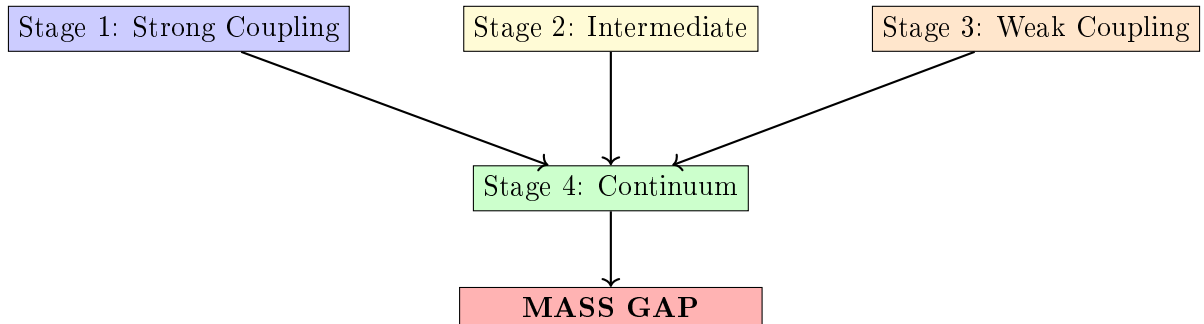 Stage 1: Strong Coupling
Stage 2: Intermediate
Stage 3: Weak Coupling
Stage 4: Continuum
MASS GAP